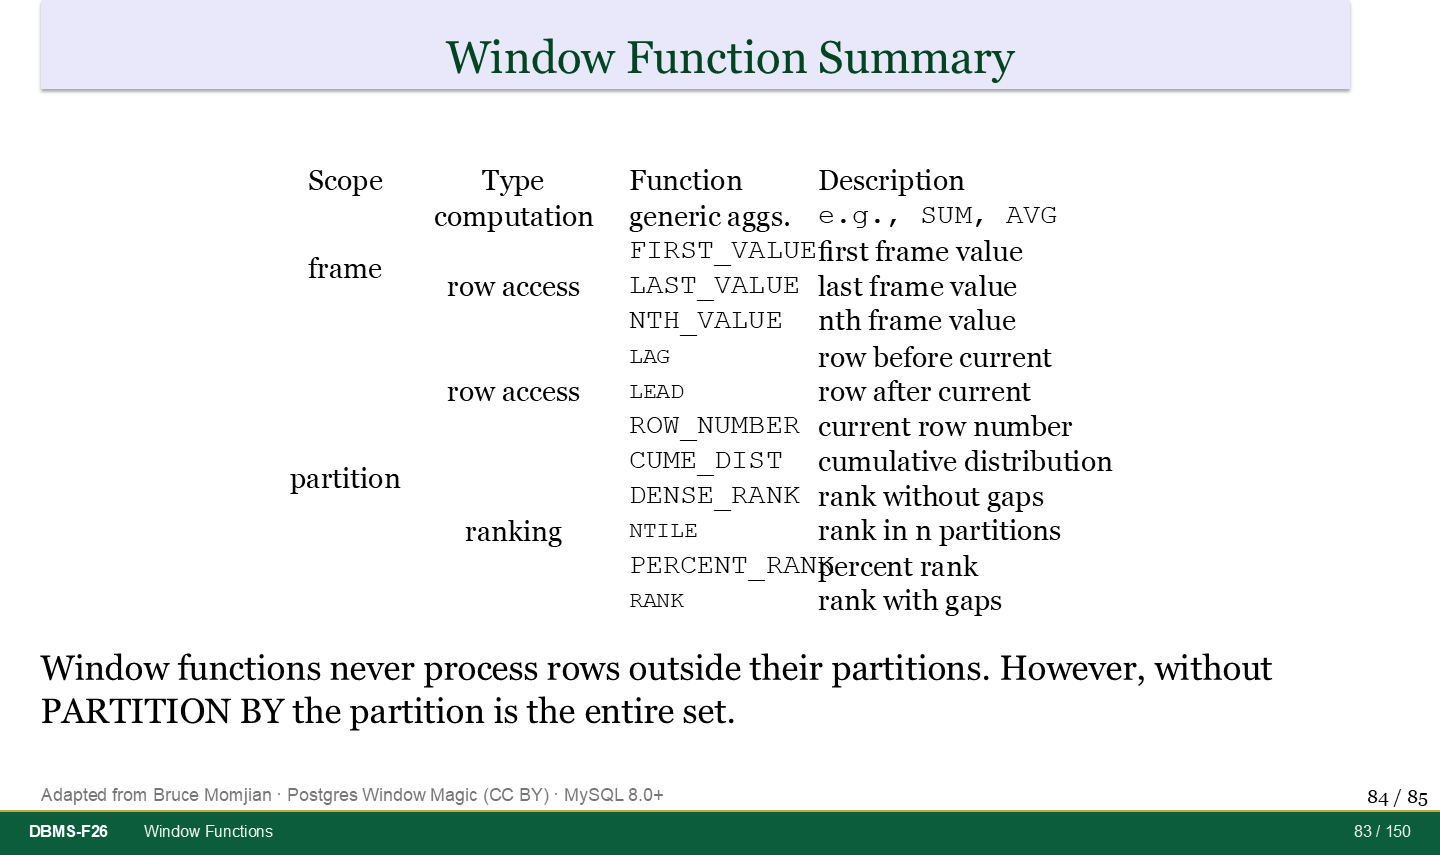 Window Function Summary
Scope Type Function Description
computation generic aggs. e.g., SUM, AVG
FIRST_VALUE first frame value
frame
row access LAST_VALUE last frame value
NTH_VALUE nth frame value
LAG row before current
row access LEAD row after current
ROW_NUMBER current row number
CUME_DIST cumulative distribution
partition
DENSE_RANK rank without gaps
ranking NTILE rank in n partitions
PERCENT_RANK percent rank
RANK rank with gaps
Window functions never process rows outside their partitions. However, without
PARTITION BY the partition is the entire set.
Adapted from Bruce Momjian · Postgres Window Magic (CC BY) · MySQL 8.0+
84 / 85
DBMS-F26 Window Functions 83 / 150